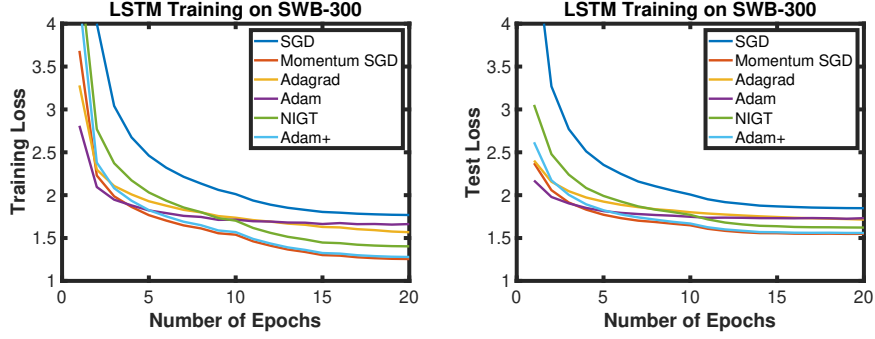 LSTM Training on SWB-300
4
3.5
3
2.5
2
1.5
1
Training Loss
SGD
Momentum SGD
Adagrad
Adam
NIGT
Adam+
0
5
10
15
20
Number of Epochs
LSTM Training on SWB-300
4
3.5
3
2.5
2
1.5
1
Test Loss
SGD
Momentum SGD
Adagrad
Adam
NIGT
Adam+
0
5
10
15
20
Number of Epochs